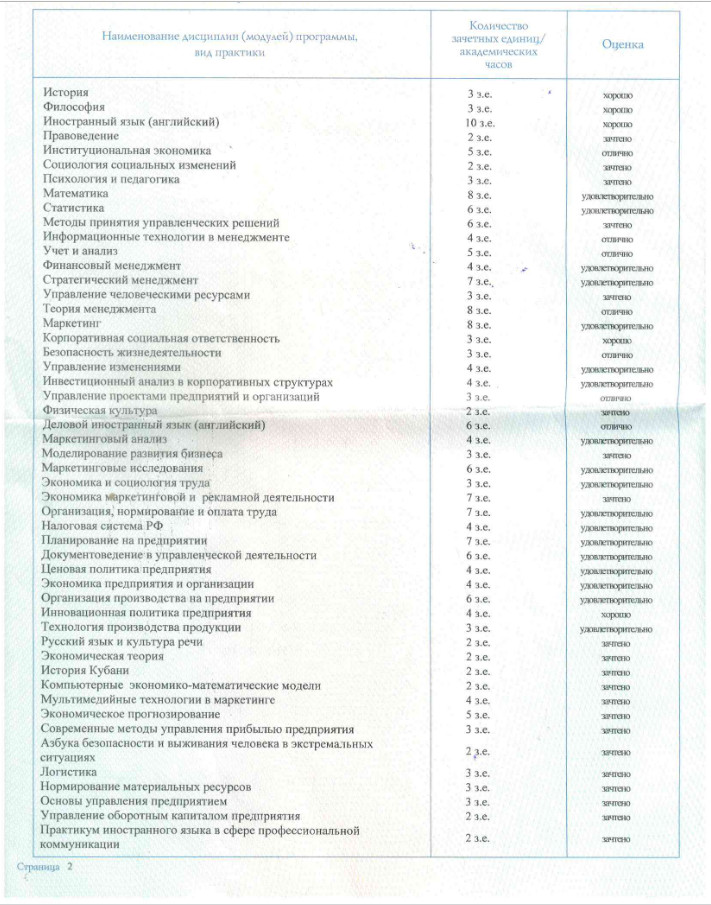 Наименование дисциплин (модулей) программы,
вид практики
Количество
зачетных единиц/
академических
часов
Оценка
История 3 з.е. хорошо
Философия 3 з.е. хорошо
Иностранный язык (английский) 10 з.е. хорошо
Правоведение 2 з.е. зачтено
Институциональная экономика 5 з.е. отлично
Социология социальных изменений 2 з.е. зачтено
Психология и педагогика 3 з.е. зачтено
Математика 8 з.е. удовлетворительно
Статистика 6 з.е. удовлетворительно
Методы принятия управленческих решений 6 з.е. зачтено
Информационные технологии в менеджменте 4 з.е. отлично
Учет и анализ 5 з.е. отлично
Финансовый менеджмент 4 з.е. удовлетворительно
Стратегический менеджмент 7 з.е. удовлетворительно
Управление человеческими ресурсами 3 з.е. зачтено
Теория менеджмента 8 з.е. отлично
Маркетинг 8 з.е. удовлетворительно
Корпоративная социальная ответственность 3 з.е. хорошо
Безопасность жизнедеятельности 3 з.е. отлично
Управление изменениями 4 з.е. удовлетворительно
Инвестиционный анализ в корпоративных структурах 4 з.е. удовлетворительно
Управление проектами предприятий и организаций 3 з.е. отлично
Физическая культура 2 з.е. зачтено
Деловой иностранный язык (английский) 6 з.е. отлично
Маркетинговый анализ 4 з.е. удовлетворительно
Моделирование развития бизнеса 3 з.е. зачтено
Маркетинговые исследования 6 з.е. удовлетворительно
Экономика и социология труда 3 з.е. удовлетворительно
Экономика маркетинговой и рекламной деятельности 7 з.е. зачтено
Организация, нормирование и оплата труда 7 з.е. удовлетворительно
Налоговая система РФ 4 з.е. удовлетворительно
Планирование на предприятии 7 з.е. удовлетворительно
Документоведение в управленческой деятельности 6 з.е. удовлетворительно
Ценовая политика предприятия 4 з.е. удовлетворительно
Экономика предприятия и организации 4 з.е. удовлетворительно
Организация производства на предприятии 6 з.е. удовлетворительно
Инновационная политика предприятия 4 з.е. хорошо
Технология производства продукции 3 з.е. удовлетворительно
Русский язык и культура речи 2 з.е. зачтено
Экономическая теория 2 з.е. зачтено
История Кубани 2 з.е. зачтено
Компьютерные экономико-математические модели 2 з.е. зачтено
Мультимедийные технологии в маркетинге 4 з.е. зачтено
Экономическое прогнозирование 5 з.е. зачтено
Современные методы управления прибылью предприятия 3 з.е. зачтено
Азбука безопасности и выживания человека в экстремальных
ситуациях 2 з.е. зачтено
Логистика 3 з.е. зачтено
Нормирование материальных ресурсов 3 з.е. зачтено
Основы управления предприятием 3 з.е. зачтено
Управление оборотным капиталом предприятия 2 з.е. зачтено
Практикум иностранного языка в сфере профессиональной
коммуникации 2 з.е. зачтено
Страница 2